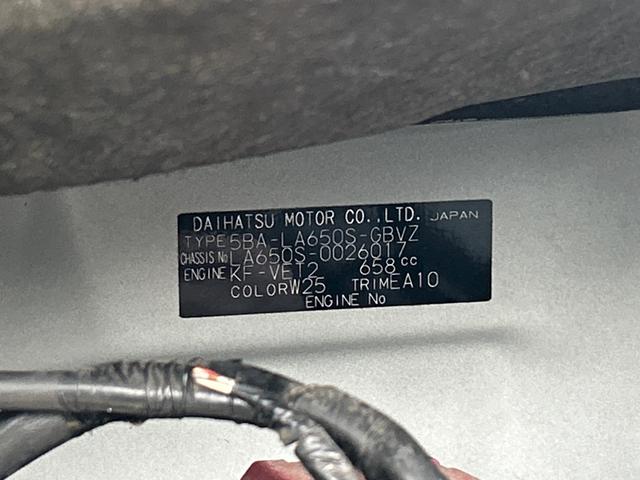 DAIHATSU MOTOR CO.,LTD. JAPAN
TYPE 5BA-LA650S-GBVZ
CHASSIS No LA650S-0026017
ENGINE KF-VET2 658cc
COLOR W25 TRIM EA10
ENGINE No